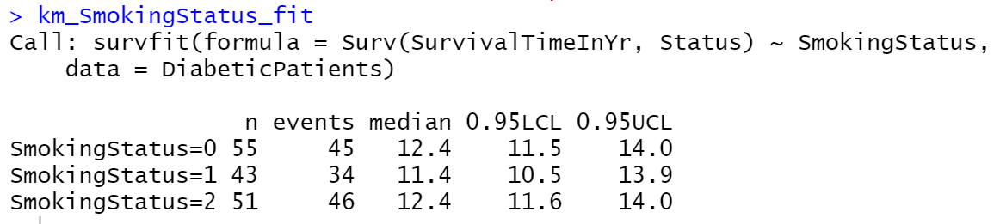 > km_SmokingStatus_fit
Call: survfit(formula = Surv(SurvivalTimeInYr, Status) ~ SmokingStatus,
    data = DiabeticPatients)
                 n events median 0.95LCL 0.95UCL
SmokingStatus=0 55     45   12.4    11.5    14.0
SmokingStatus=1 43     34   11.4    10.5    13.9
SmokingStatus=2 51     46   12.4    11.6    14.0